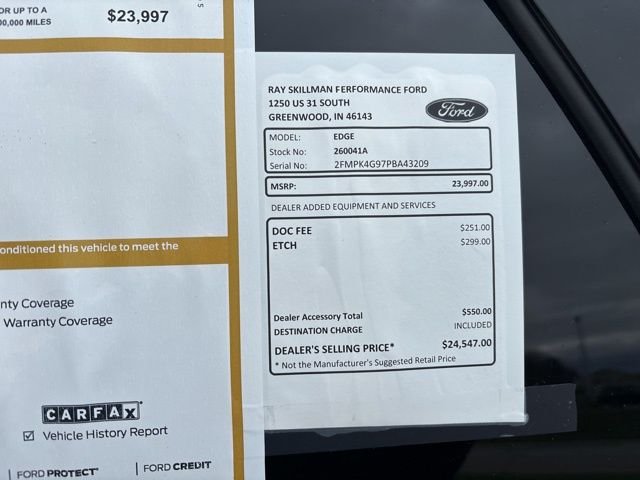 OR UP TO A
00,000 MILES
$23,997
S
onditioned this vehicle to meet the
nty Coverage
Warranty Coverage
CARFAX
Vehicle History Report
FORD PROTECT
FORD CREDIT
RAY SKILLMAN FERFORMANCE FORD
1250 US 31 SOUTH
GREENWOOD, IN 46143
Ford
MODEL: EDGE
Stock No: 260041A
Serial No: 2FMPK4G97PBA43209
MSRP: 23,997.00
DEALER ADDED EQUIPMENT AND SERVICES
DOC FEE $251.00
ETCH $299.00
Dealer Accessory Total $550.00
DESTINATION CHARGE INCLUDED
DEALER'S SELLING PRICE* $24,547.00
* Not the Manufacturer's Suggested Retail Price